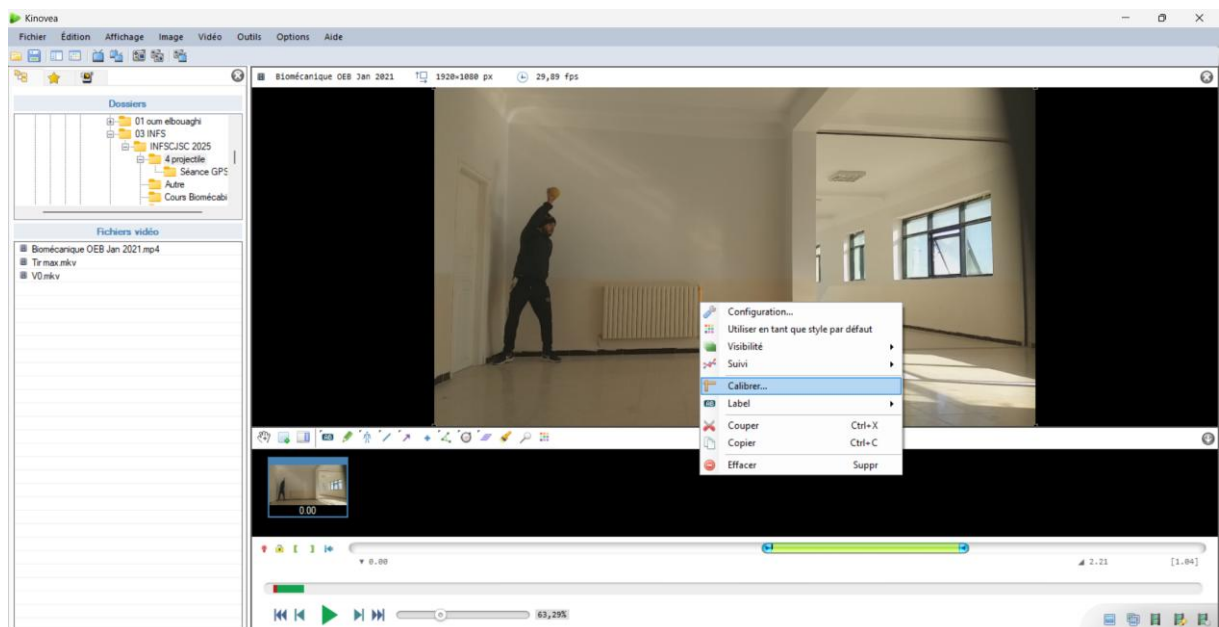 Kinovea
Fichier Édition Affichage Image Vidéo Outils Options Aide
Biomécanique OEB Jan 2021 1920×1080 px 29,89 fps
Dossiers
01 oum elbouaghi
03 INFS
INFSCJSC 2025
4 projectile
Séance GPS
Autre
Cours Biomécabi
Fichiers vidéo
Biomécanique OEB Jan 2021.mp4
Tir max.mkv
V0.mkv
Configuration...
Utiliser en tant que style par défaut
Visibilité
Suivi
Calibrer...
Label
Couper Ctrl+X
Copier Ctrl+C
Effacer Suppr
0.00
0.00 2.21 [1.04]
63,29%